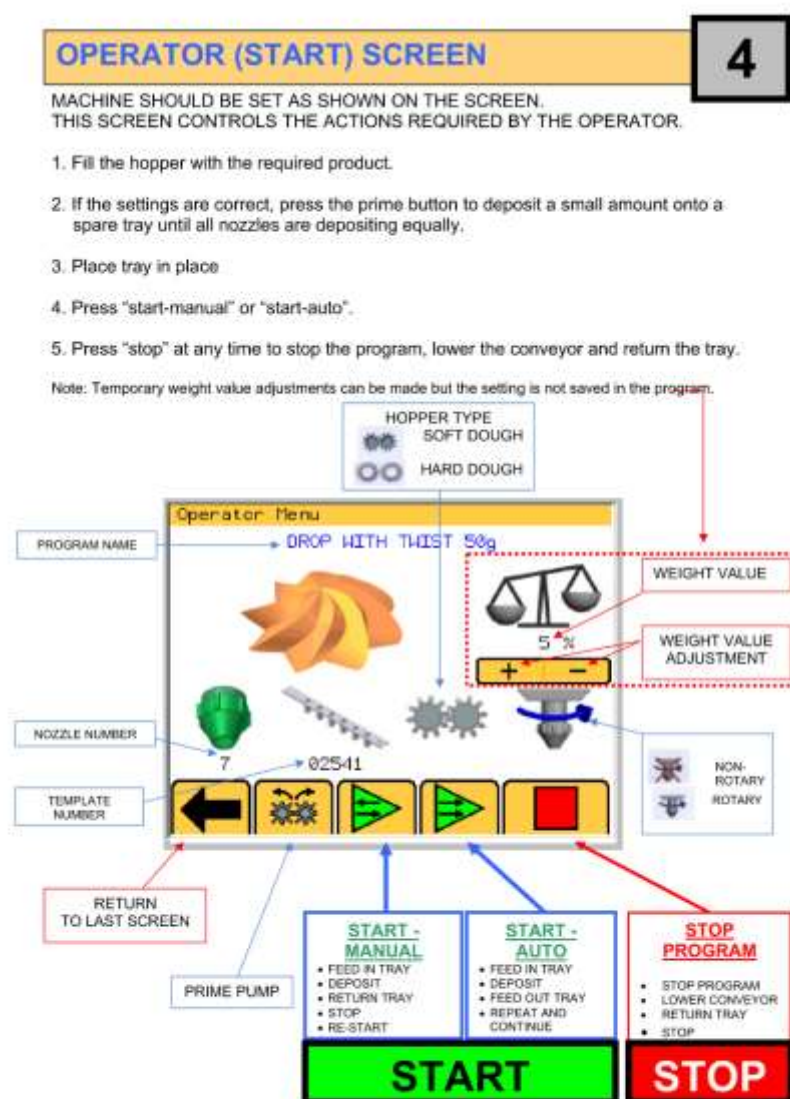 OPERATOR (START) SCREEN
4
MACHINE SHOULD BE SET AS SHOWN ON THE SCREEN.
THIS SCREEN CONTROLS THE ACTIONS REQUIRED BY THE OPERATOR.
1. Fill the hopper with the required product.
2. If the settings are correct, press the prime button to deposit a small amount onto a
spare tray until all nozzles are depositing equally.
3. Place tray in place
4. Press “start-manual” or “start-auto”.
5. Press “stop” at any time to stop the program, lower the conveyor and return the tray.
Note: Temporary weight value adjustments can be made but the setting is not saved in the program.
HOPPER TYPE
SOFT DOUGH
HARD DOUGH
Operator Menu
PROGRAM NAME
DROP WITH TWIST 50g
WEIGHT VALUE
5 %
WEIGHT VALUE
ADJUSTMENT
+ −
NOZZLE NUMBER
7
02541
TEMPLATE
NUMBER
NON-
ROTARY
ROTARY
RETURN
TO LAST SCREEN
PRIME PUMP
START -
MANUAL
• FEED IN TRAY
• DEPOSIT
• RETURN TRAY
• STOP
• RE-START
START -
AUTO
• FEED IN TRAY
• DEPOSIT
• FEED OUT TRAY
• REPEAT AND
CONTINUE
STOP
PROGRAM
• STOP PROGRAM
• LOWER CONVEYOR
• RETURN TRAY
• STOP
START
STOP